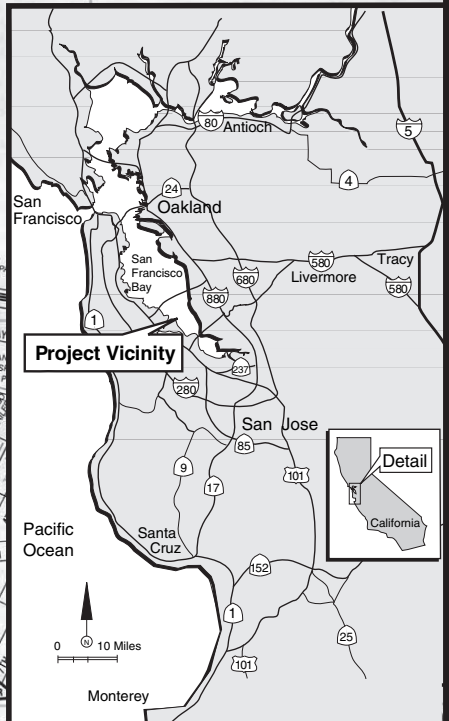 80
Antioch
5
4
24
San
Francisco
Oakland
San
Francisco
Bay
680
580
Livermore
Tracy
580
880
1
Project Vicinity
237
280
San Jose
85
9
17
101
Detail
California
Pacific
Ocean
Santa
Cruz
152
1
N
0 10 Miles
25
101
Monterey